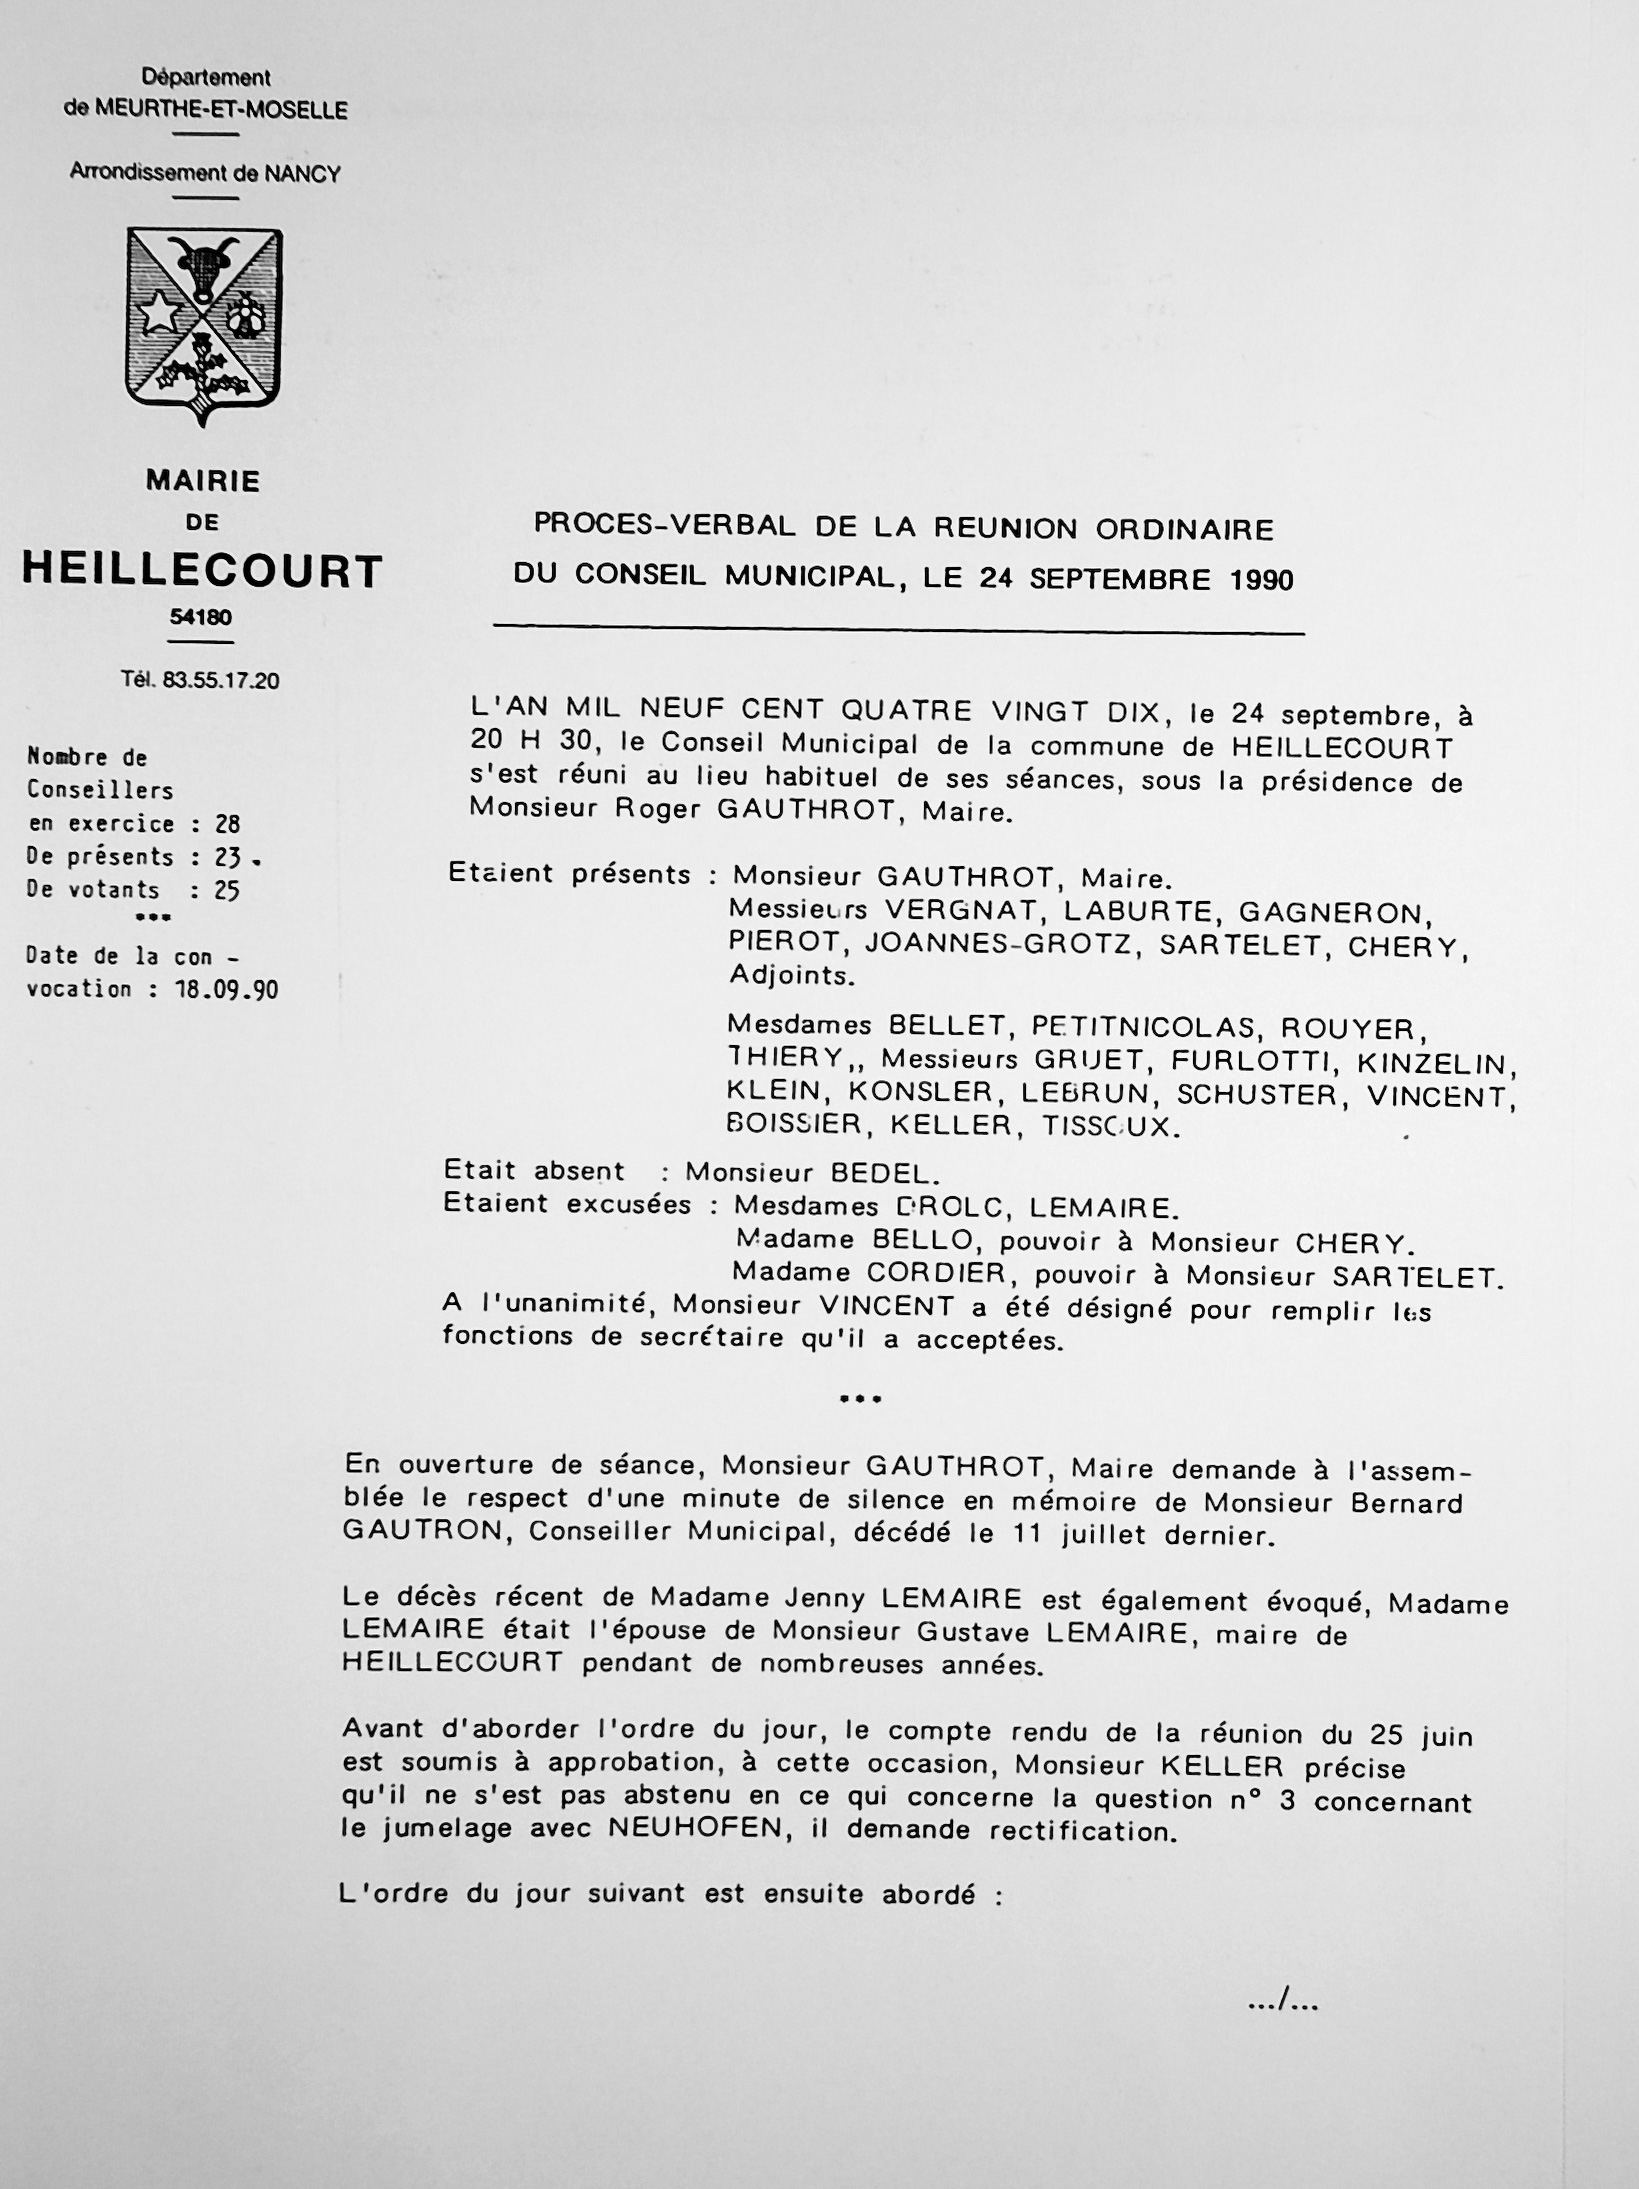 Département
de MEURTHE-ET-MOSELLE
Arrondissement de NANCY
MAIRIE
DE
HEILLECOURT
54180
Tél. 83.55.17.20
Nombre de
Conseillers
en exercice : 28
De présents : 23.
De votants : 25
***
Date de la con -
vocation : 18.09.90
PROCES-VERBAL DE LA REUNION ORDINAIRE
DU CONSEIL MUNICIPAL, LE 24 SEPTEMBRE 1990
L'AN MIL NEUF CENT QUATRE VINGT DIX, le 24 septembre, à
20 H 30, le Conseil Municipal de la commune de HEILLECOURT
s'est réuni au lieu habituel de ses séances, sous la présidence de
Monsieur Roger GAUTHROT, Maire.
Etaient présents : Monsieur GAUTHROT, Maire.
Messieurs VERGNAT, LABURTE, GAGNERON,
PIEROT, JOANNES-GROTZ, SARTELET, CHERY,
Adjoints.
Mesdames BELLET, PETITNICOLAS, ROUYER,
THIERY,, Messieurs GRUET, FURLOTTI, KINZELIN,
KLEIN, KONSLER, LEBRUN, SCHUSTER, VINCENT,
BOISSIER, KELLER, TISSOUX.
Etait absent : Monsieur BEDEL.
Etaient excusées : Mesdames DROLC, LEMAIRE.
Madame BELLO, pouvoir à Monsieur CHERY.
Madame CORDIER, pouvoir à Monsieur SARTELET.
A l'unanimité, Monsieur VINCENT a été désigné pour remplir les
fonctions de secrétaire qu'il a acceptées.
***
En ouverture de séance, Monsieur GAUTHROT, Maire demande à l'assem-
blée le respect d'une minute de silence en mémoire de Monsieur Bernard
GAUTRON, Conseiller Municipal, décédé le 11 juillet dernier.
Le décès récent de Madame Jenny LEMAIRE est également évoqué, Madame
LEMAIRE était l'épouse de Monsieur Gustave LEMAIRE, maire de
HEILLECOURT pendant de nombreuses années.
Avant d'aborder l'ordre du jour, le compte rendu de la réunion du 25 juin
est soumis à approbation, à cette occasion, Monsieur KELLER précise
qu'il ne s'est pas abstenu en ce qui concerne la question n° 3 concernant
le jumelage avec NEUHOFEN, il demande rectification.
L'ordre du jour suivant est ensuite abordé :
.../...